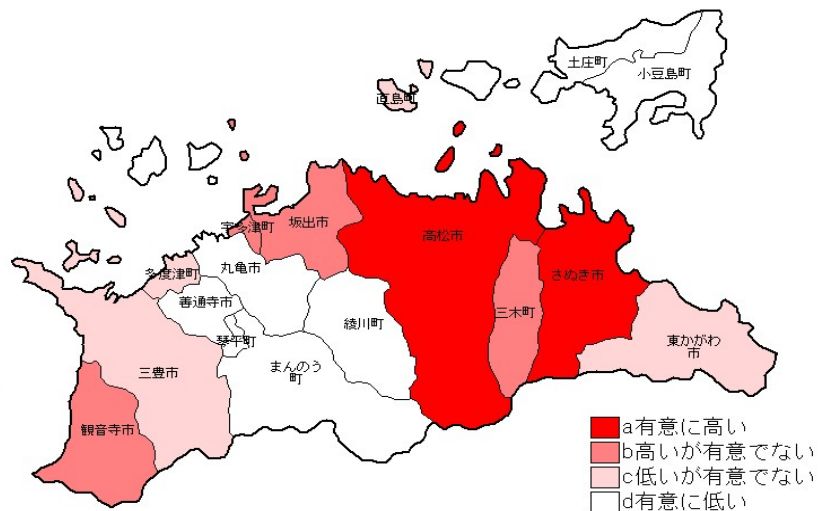 土庄町
小豆島町
直島町
宇多津町
坂出市
高松市
多度津町
丸亀市
さぬき市
善通寺市
三木町
綾川町
琴平町
東かがわ
市
三豊市
まんのう
町
観音寺市
a有意に高い
b高いが有意でない
c低いが有意でない
d有意に低い